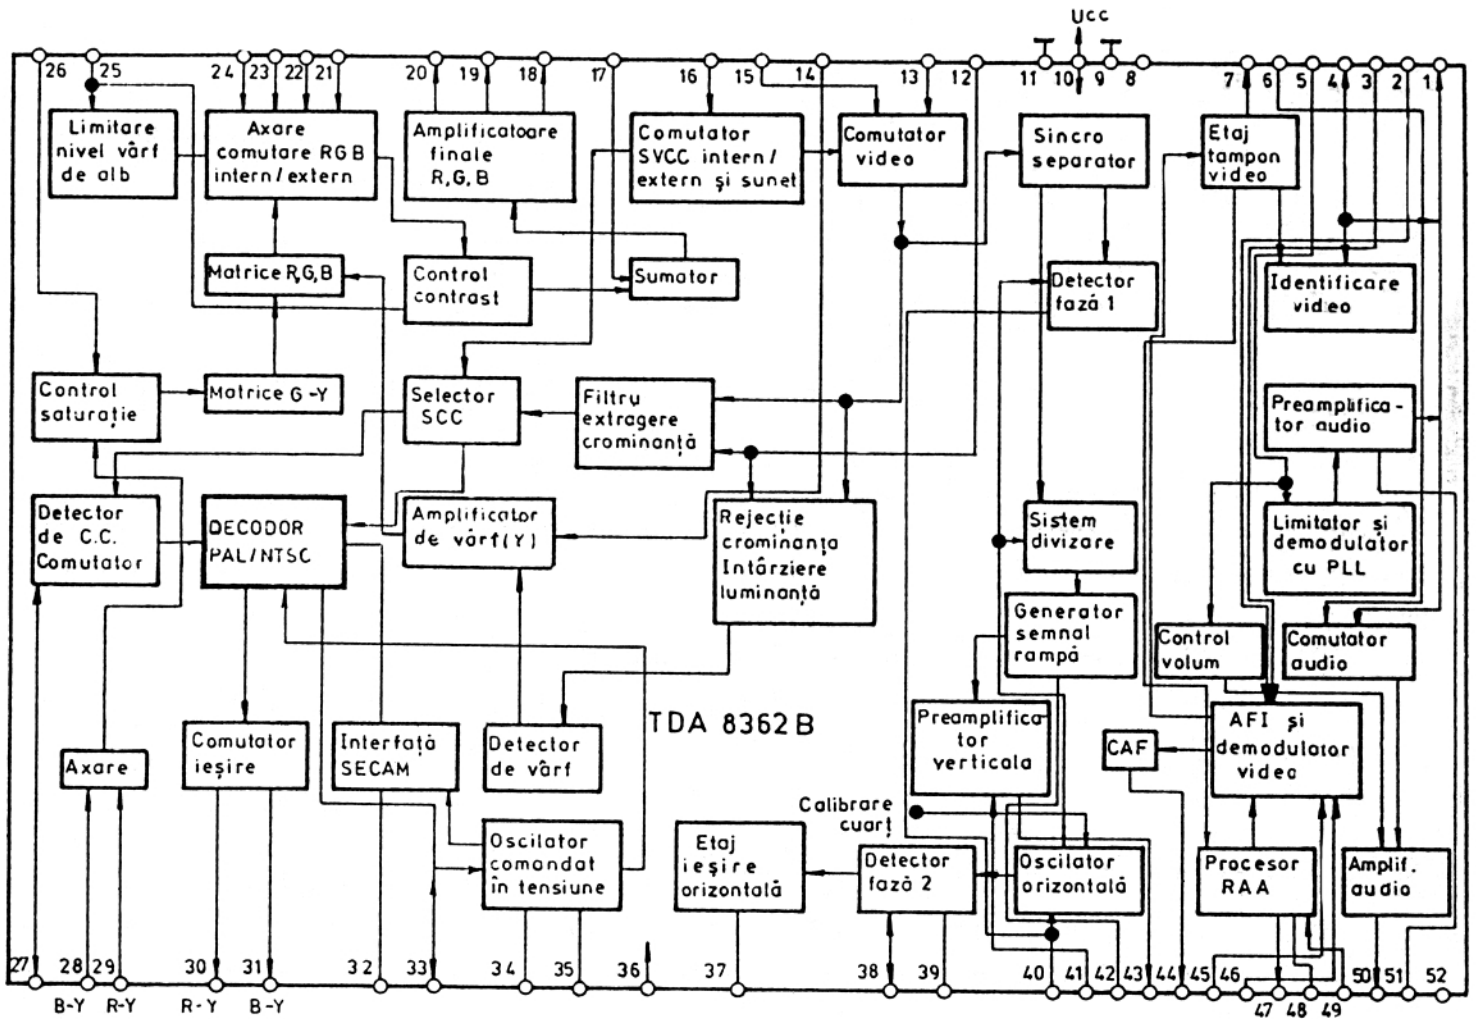 Ucc
26 25 24 23 22 21 20 19 18 17 16 15 14 13 12 11 10 9 8 7 6 5 4 3 2 1
Limitare
nivel vârf
de alb
Axare
comutare RGB
intern/extern
Amplificatoare
finale
R,G,B
Comutator
SVCC intern/
extern și sunet
Comutator
video
Sincro
separator
Etaj
tampon
video
Matrice R,G,B
Control
contrast
Sumator
Detector
fază 1
Identificare
video
Control
saturație
Matrice G-Y
Selector
SCC
Filtru
extragere
crominanță
Preamplifica-
tor audio
Detector
de C.C.
Comutator
DECODOR
PAL/NTSC
Amplificator
de vârf(Y)
Rejecție
crominanța
Intârziere
luminanță
Sistem
divizare
Limitator și
demodulator
cu PLL
Generator
semnal
rampă
Control
volum
Comutator
audio
TDA 8362B
Axare
Comutator
ieșire
Interfață
SECAM
Detector
de vârf
Preamplifica
tor
verticala
CAF
AFI și
demodulator
video
Calibrare
cuarț
Oscilator
comandat
în tensiune
Etaj
ieșire
orizontală
Detector
fază 2
Oscilator
orizontală
Procesor
RAA
Amplif.
audio
27 28 29 30 31 32 33 34 35 36 37 38 39 40 41 42 43 44 45 46 47 48 49 50 51 52
B-Y R-Y R-Y B-Y